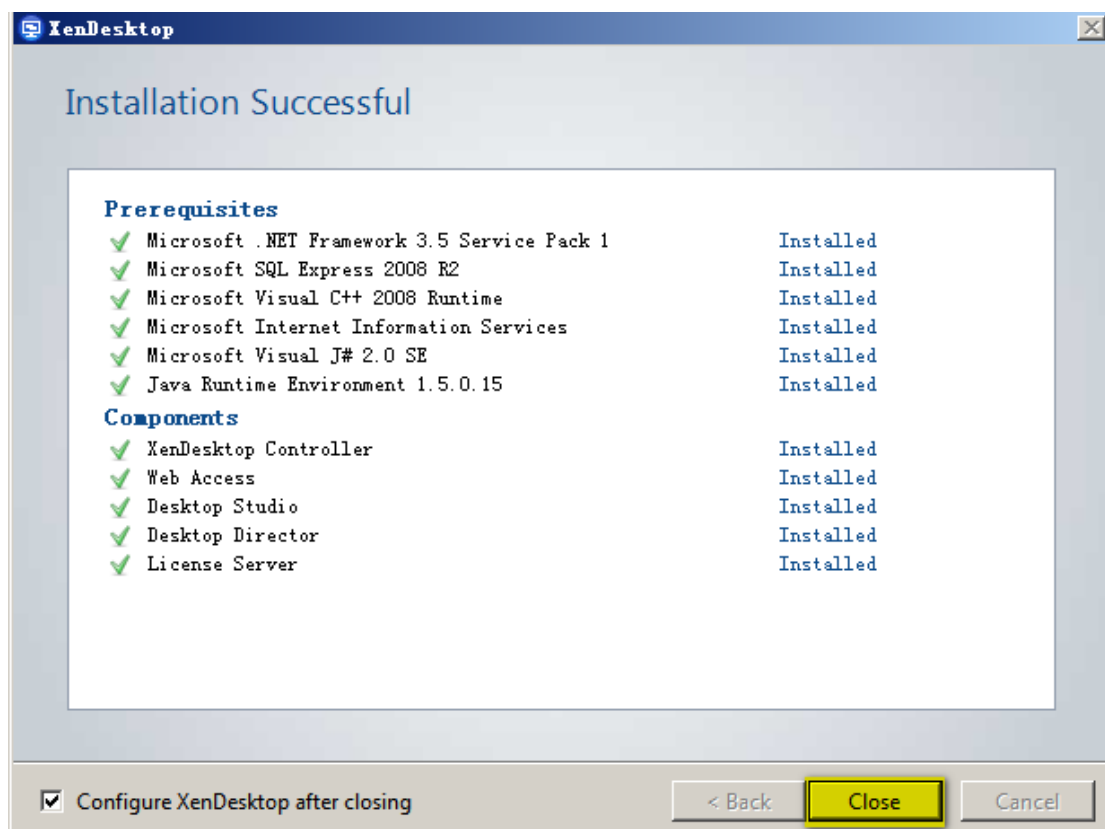 XenDesktop
Installation Successful
Prerequisites
Microsoft .NET Framework 3.5 Service Pack 1 Installed
Microsoft SQL Express 2008 R2 Installed
Microsoft Visual C++ 2008 Runtime Installed
Microsoft Internet Information Services Installed
Microsoft Visual J# 2.0 SE Installed
Java Runtime Environment 1.5.0.15 Installed
Components
XenDesktop Controller Installed
Web Access Installed
Desktop Studio Installed
Desktop Director Installed
License Server Installed
Configure XenDesktop after closing < Back Close Cancel